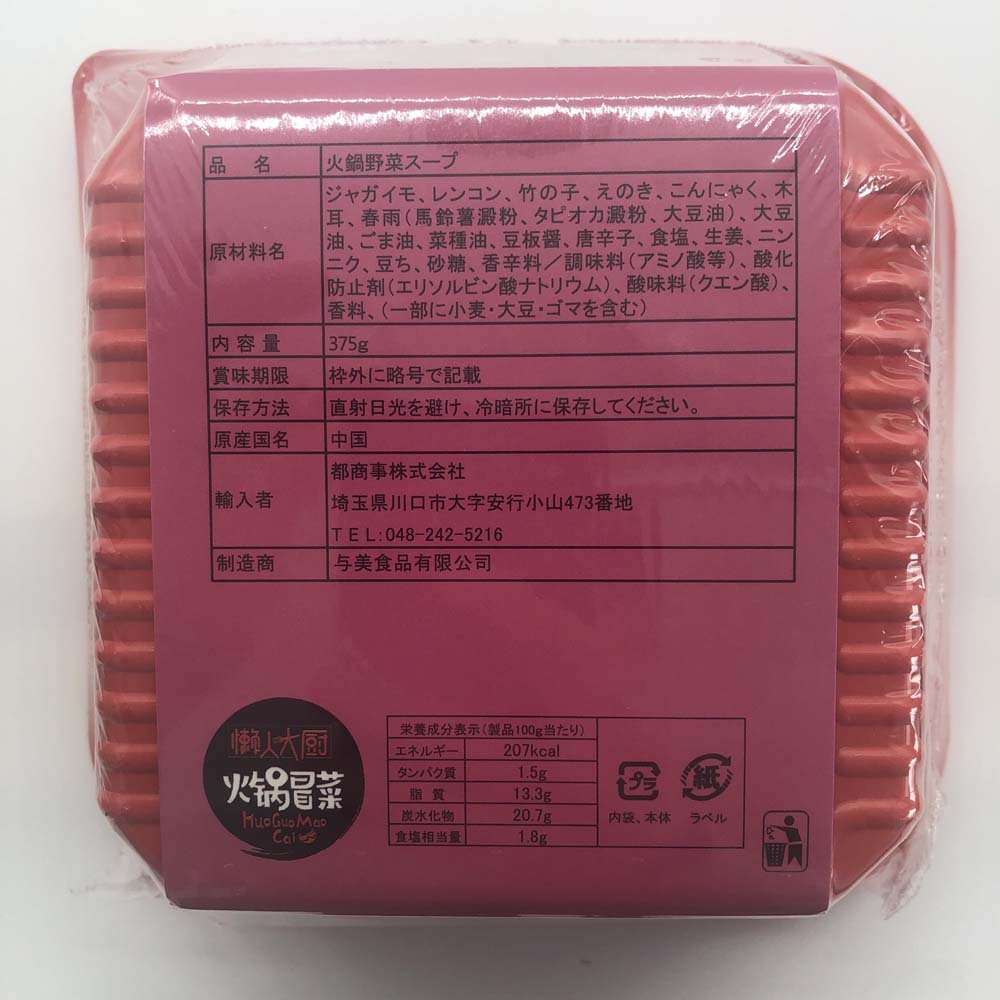 品 名 火鍋野菜スープ
原材料名
ジャガイモ、レンコン、竹の子、えのき、こんにゃく、木
耳、春雨(馬鈴薯澱粉、タピオカ澱粉、大豆油)、大豆
油、ごま油、菜種油、豆板醤、唐辛子、食塩、生姜、ニン
ニク、豆ち、砂糖、香辛料／調味料(アミノ酸等)、酸化
防止剤(エリソルビン酸ナトリウム)、酸味料(クエン酸)、
香料、(一部に小麦・大豆・ゴマを含む)
内容量 375g
賞味期限 枠外に略号で記載
保存方法 直射日光を避け、冷暗所に保存してください。
原産国名 中国
輸入者
都商事株式会社
埼玉県川口市大字安行小山473番地
TEL:048-242-5216
制造商 与美食品有限公司
懒人大厨
火锅冒菜
HuoGuoMao
Cai
栄養成分表示(製品100g当たり)
エネルギー 207kcal
タンパク質 1.5g
脂 質 13.3g
炭水化物 20.7g
食塩相当量 1.8g
プラ
内袋、本体
紙
ラベル